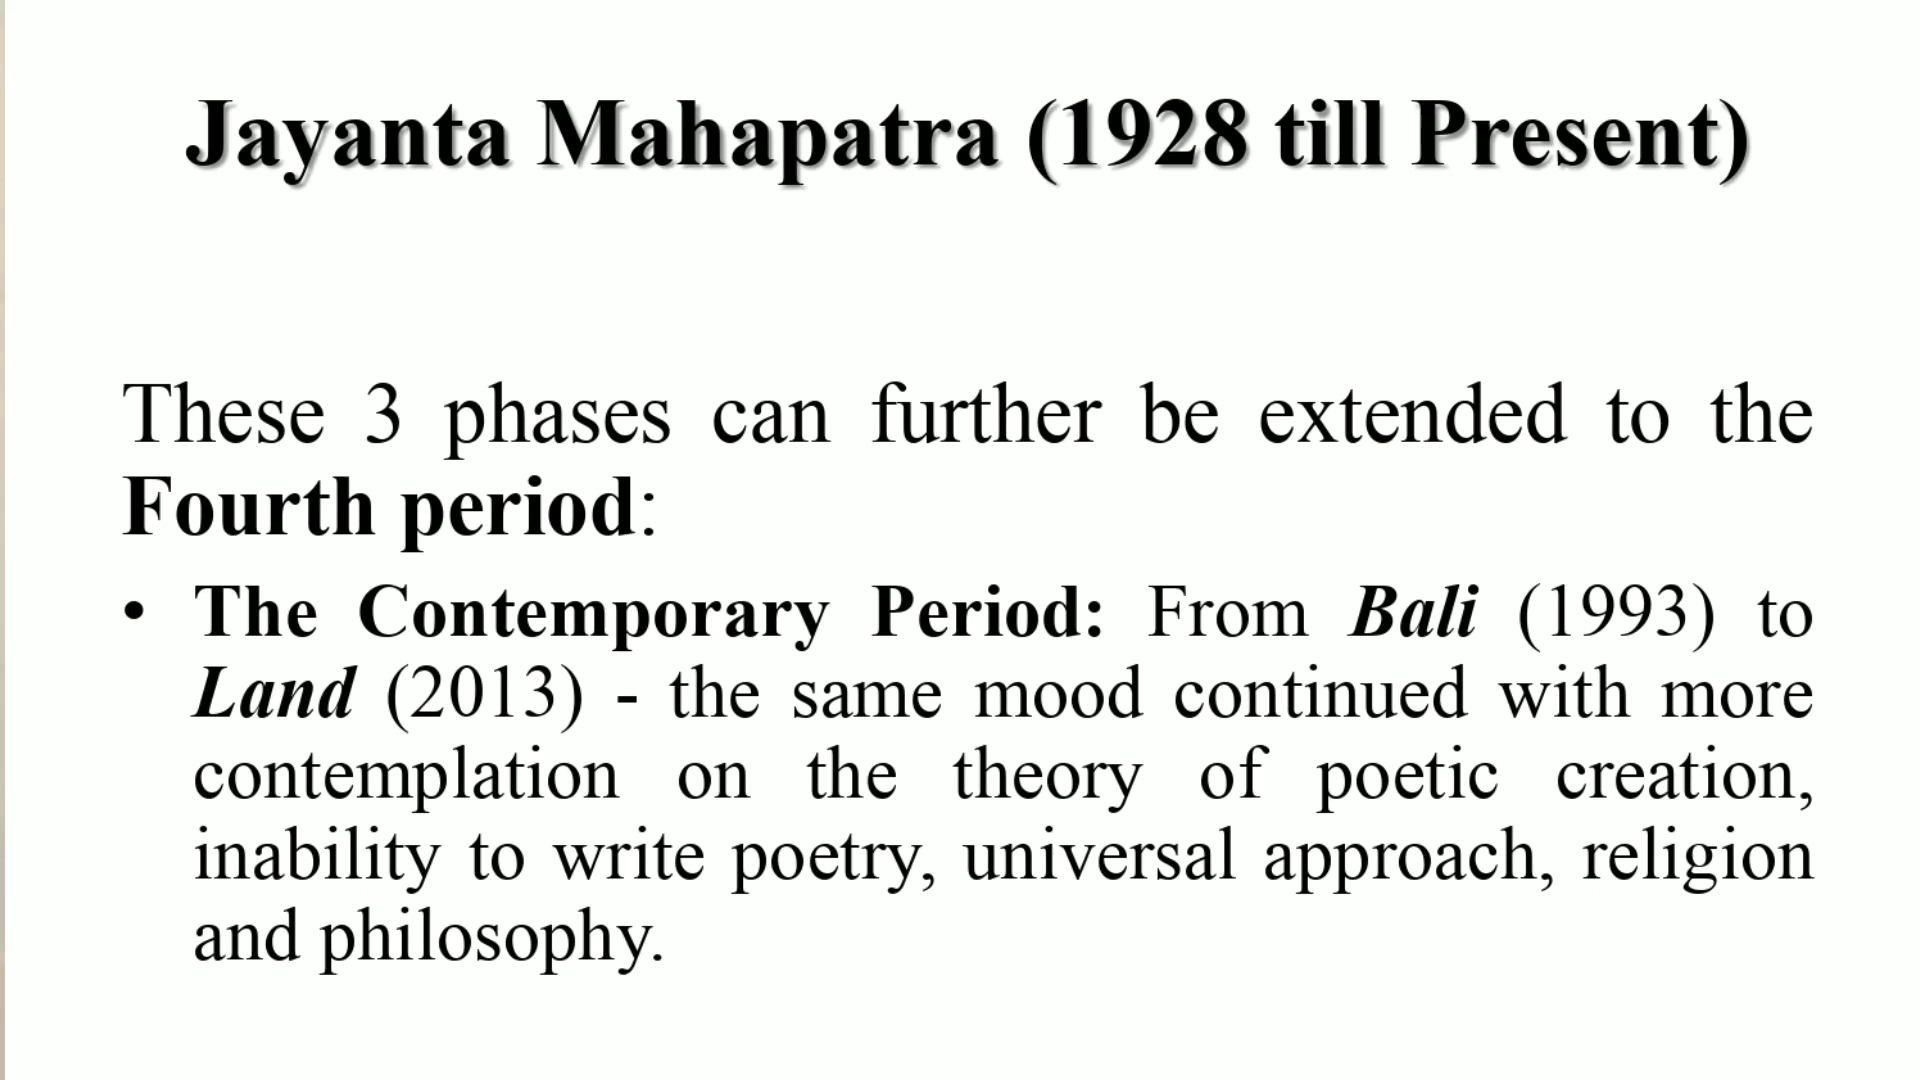 Jayanta Mahapatra (1928 till Present)
These 3 phases can further be extended to the
Fourth period:
• The Contemporary Period: From Bali (1993) to
Land (2013) - the same mood continued with more
contemplation on the theory of poetic creation,
inability to write poetry, universal approach, religion
and philosophy.